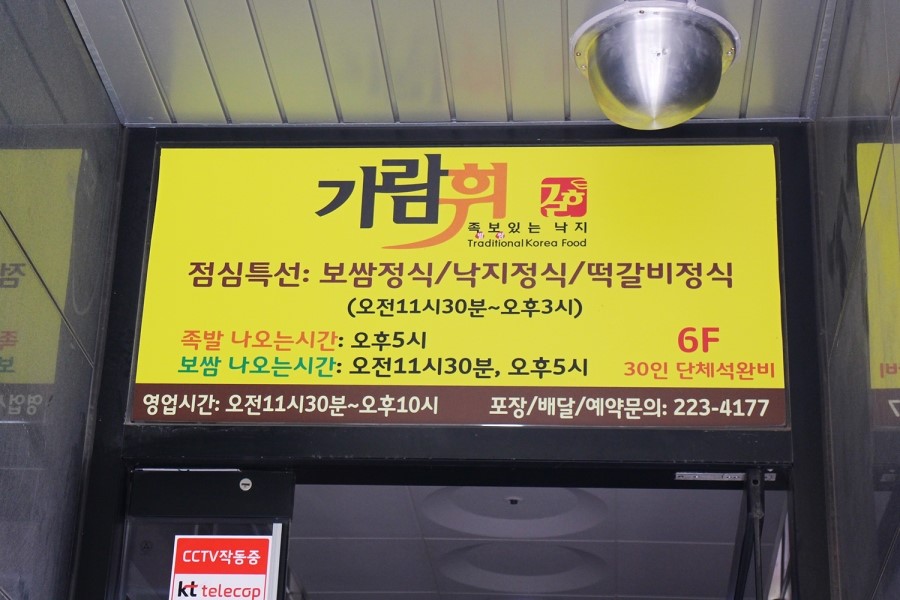 가람휘
족보있는 낙지
Traditional Korea Food
점심특선: 보쌈정식/낙지정식/떡갈비정식
(오전11시30분~오후3시)
족발 나오는시간: 오후5시
보쌈 나오는시간: 오전11시30분, 오후5시
6F
30인 단체석완비
영업시간: 오전11시30분~오후10시
포장/배달/예약문의: 223-4177
CCTV작동중
kt telecop